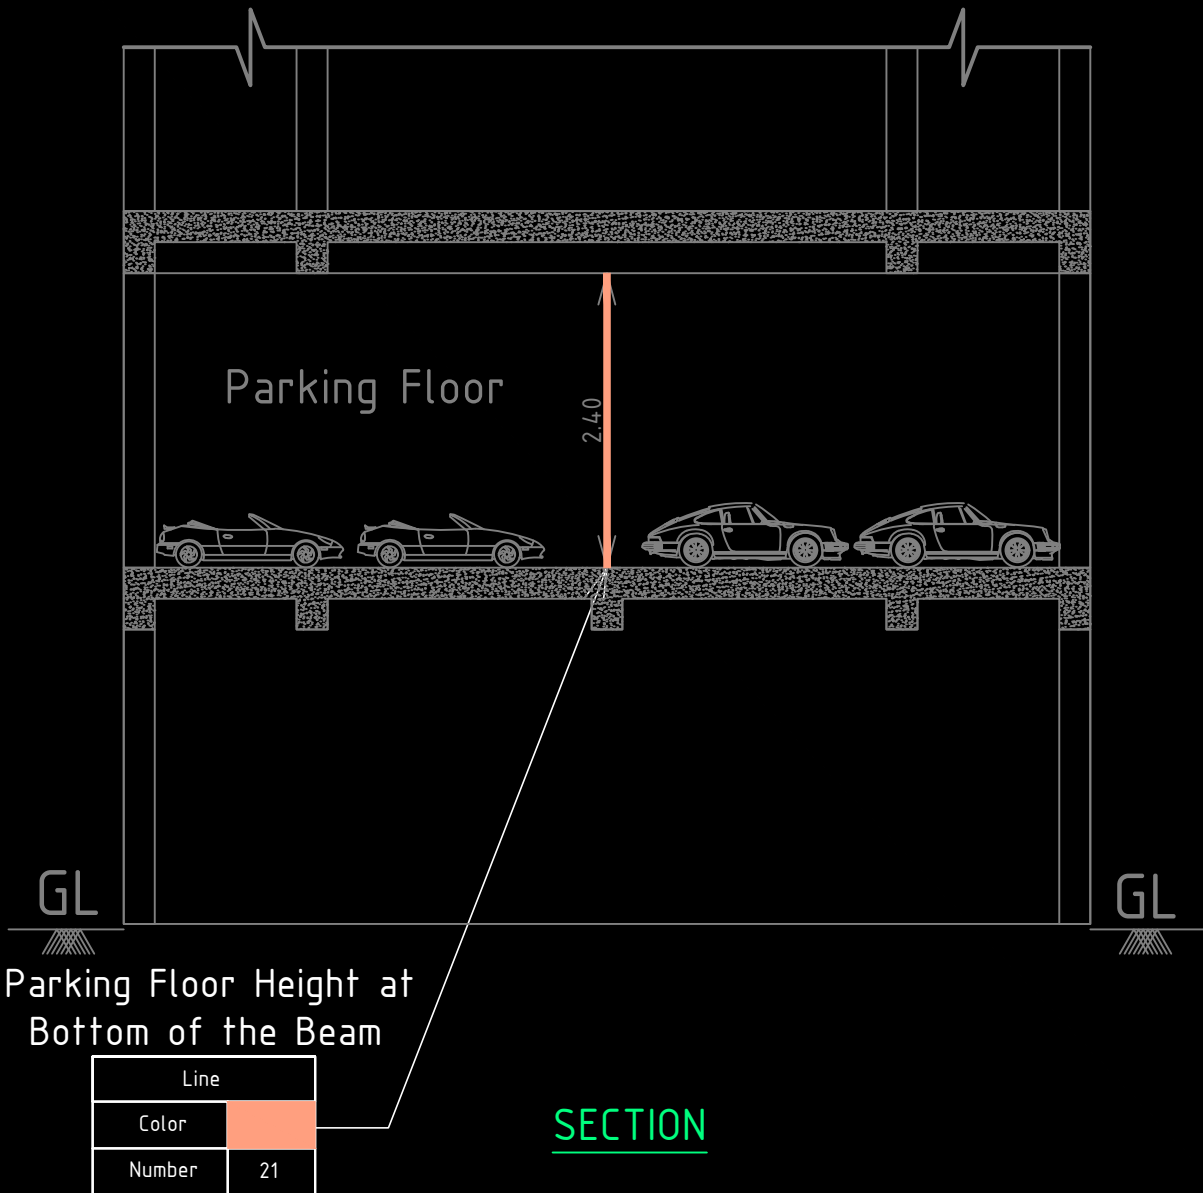 Parking Floor
2.40
GL
GL
Parking Floor Height at
Bottom of the Beam
Line
Color
Number 21
SECTION